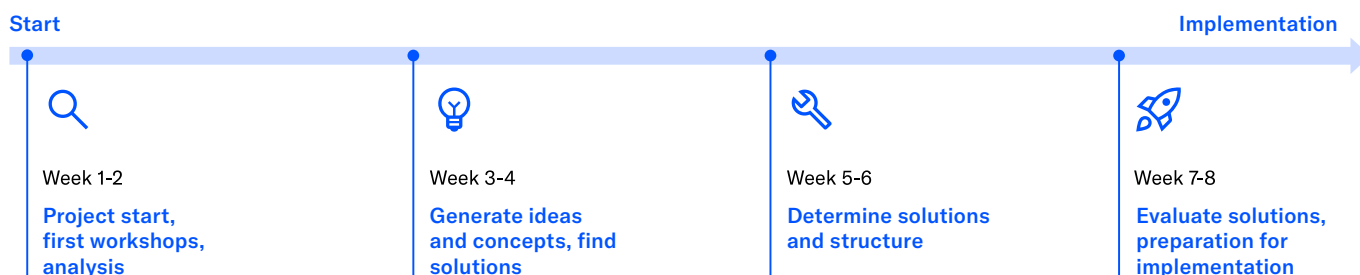 Start
Implementation
Week 1-2
Project start,
first workshops,
analysis
Week 3-4
Generate ideas
and concepts, find
solutions
Week 5-6
Determine solutions
and structure
Week 7-8
Evaluate solutions,
preparation for
implementation